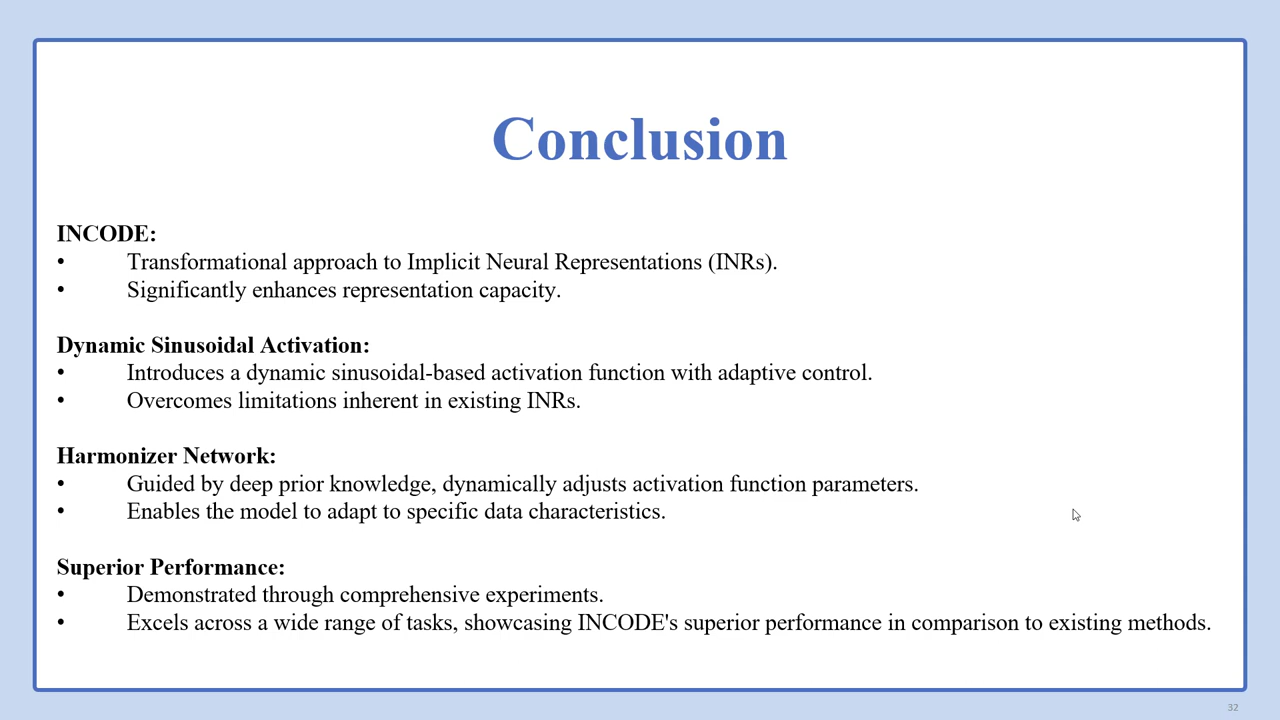 Conclusion
INCODE:
• Transformational approach to Implicit Neural Representations (INRs).
• Significantly enhances representation capacity.
Dynamic Sinusoidal Activation:
• Introduces a dynamic sinusoidal-based activation function with adaptive control.
• Overcomes limitations inherent in existing INRs.
Harmonizer Network:
• Guided by deep prior knowledge, dynamically adjusts activation function parameters.
• Enables the model to adapt to specific data characteristics.
Superior Performance:
• Demonstrated through comprehensive experiments.
• Excels across a wide range of tasks, showcasing INCODE's superior performance in comparison to existing methods.
32